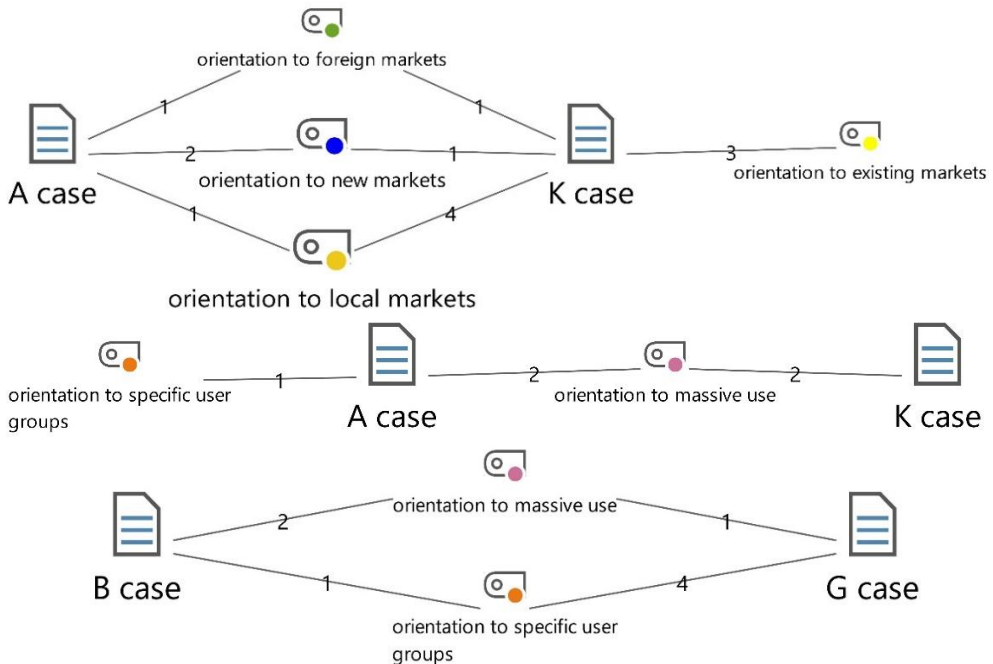 orientation to foreign markets
1
1
A case
2
orientation to new markets
1
K case
3
orientation to existing markets
1
4
orientation to local markets
orientation to specific user
groups
1
A case
2
orientation to massive use
2
K case
B case
2
orientation to massive use
1
G case
1
4
orientation to specific user
groups